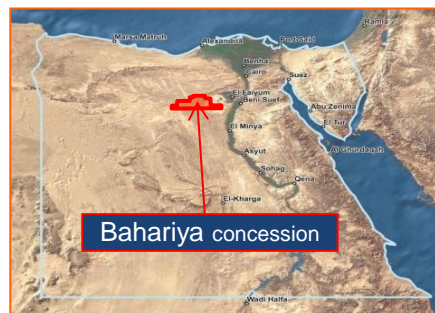 Ramla
Marsa Matruh
Alexandria
Port-Said
Benha
Cairo
Suez
El Faiyum
Beni Suef
Abu Zenima
El Minya
El Tur
Al Ghurdaqah
Asyut
Sohag
Qena
El-Kharga
Bahariya concession
Wadi Halfa